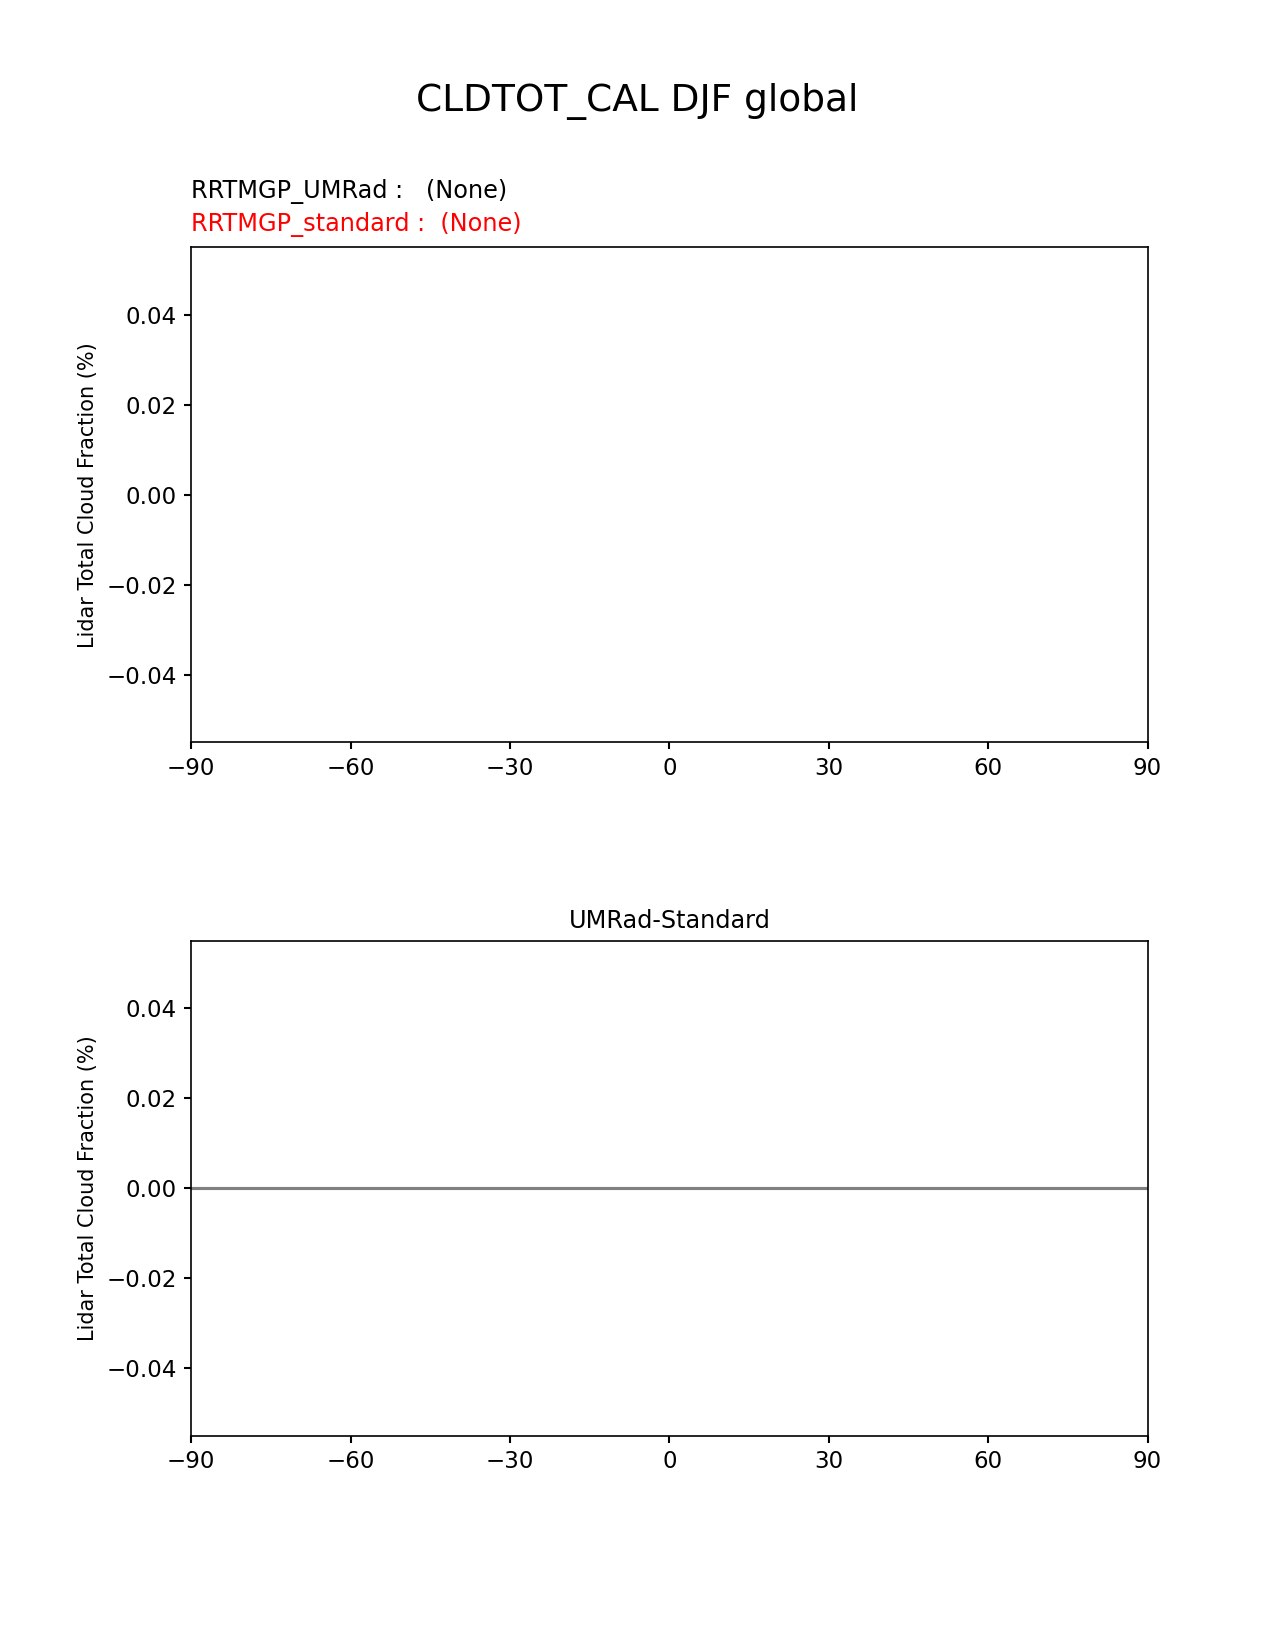 CLDTOT_CAL DJF global
RRTMGP_UMRad :   (None)
RRTMGP_standard :  (None)
Lidar Total Cloud Fraction (%)
0.04
0.02
0.00
−0.02
−0.04
−90 −60 −30 0 30 60 90
UMRad-Standard
Lidar Total Cloud Fraction (%)
0.04
0.02
0.00
−0.02
−0.04
−90 −60 −30 0 30 60 90